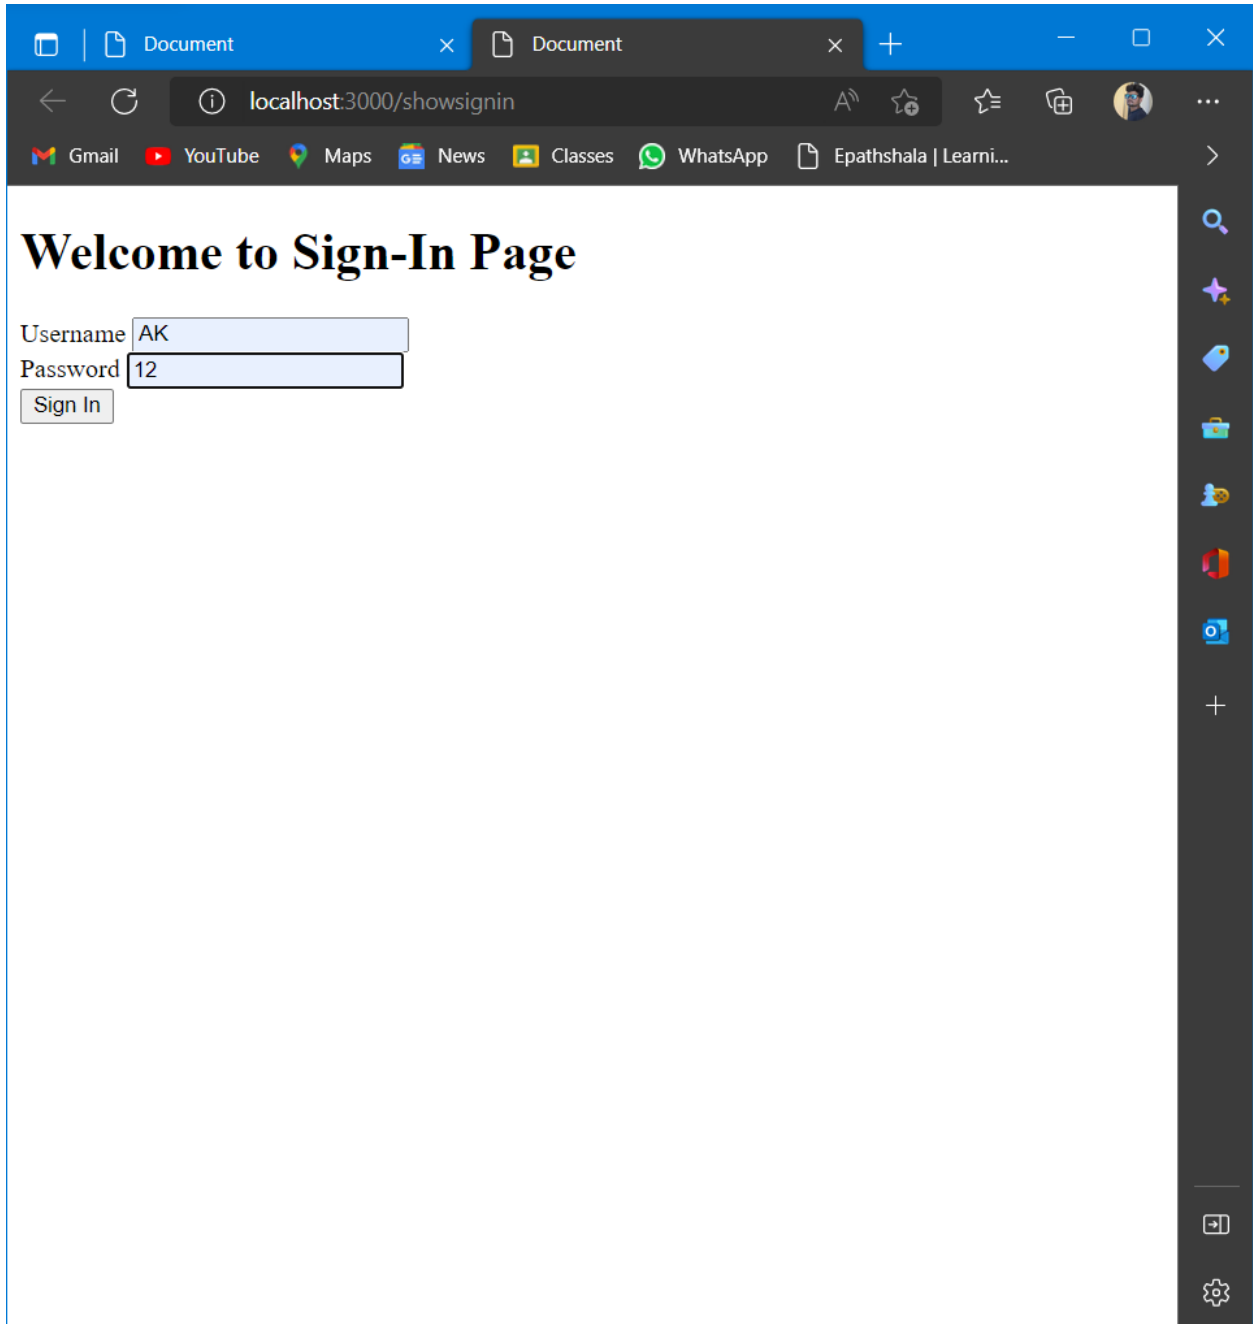 Document Document
localhost:3000/showsignin
Gmail YouTube Maps News Classes WhatsApp Epathshala | Learni...
Welcome to Sign-In Page
Username AK
Password 12
Sign In